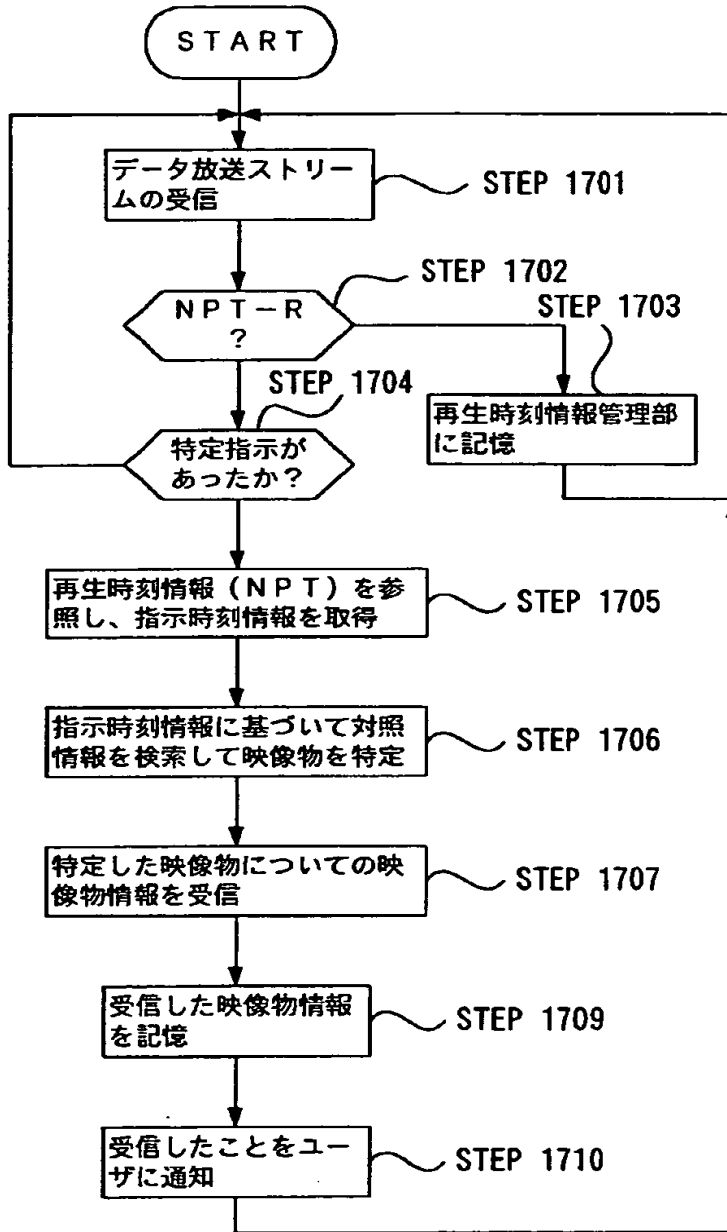 START
データ放送ストリー
ムの受信
STEP 1701
NPT-R
?
STEP 1702
STEP 1703
再生時刻情報管理部
に記憶
STEP 1704
特定指示が
あったか?
再生時刻情報(NPT)を参
照し、指示時刻情報を取得
STEP 1705
指示時刻情報に基づいて対照
情報を検索して映像物を特定
STEP 1706
特定した映像物についての映
像物情報を受信
STEP 1707
受信した映像物情報
を記憶
STEP 1709
受信したことをユー
ザに通知
STEP 1710